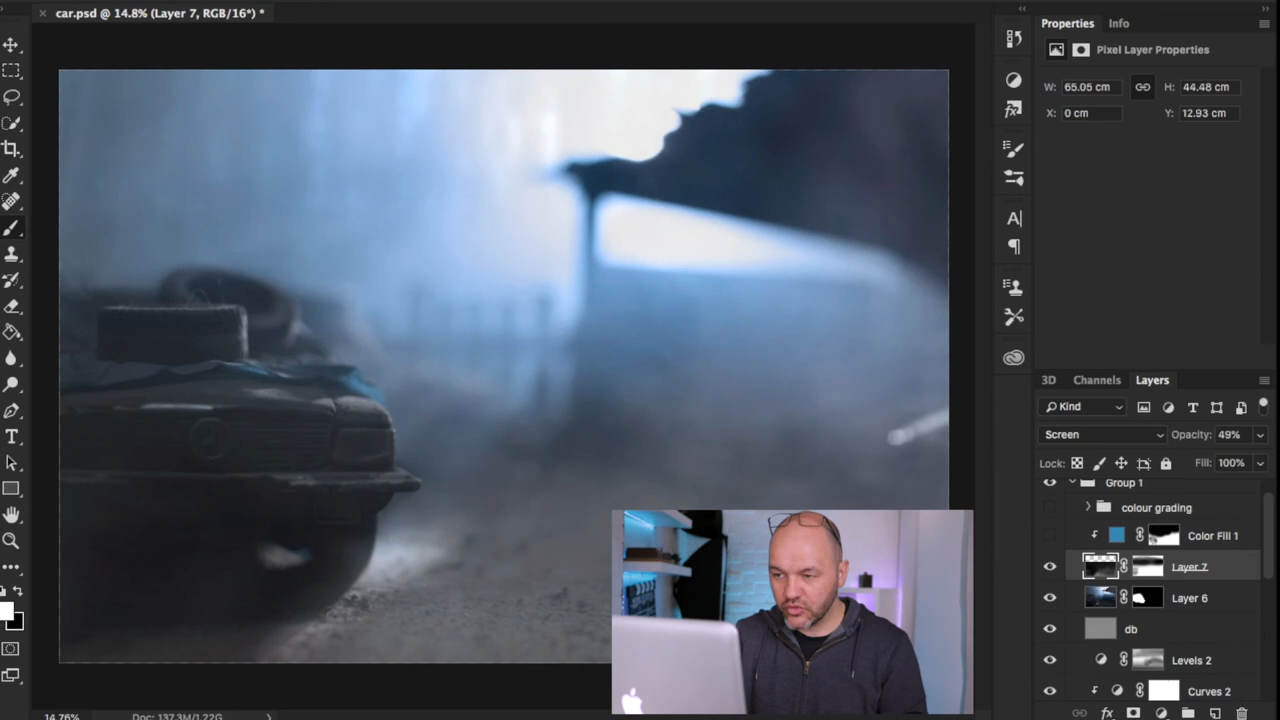 car.psd @ 14.8% (Layer 7, RGB/16*) *
Properties
Info
Pixel Layer Properties
W: 65.05 cm
H: 44.48 cm
X: 0 cm
Y: 12.93 cm
3D
Channels
Layers
Kind
Screen
Opacity: 49%
Lock:
Fill: 100%
Group 1
colour grading
Color Fill 1
Layer 7
Layer 6
db
Levels 2
Curves 2
14.76%
Doc: 137.3M/1.22G